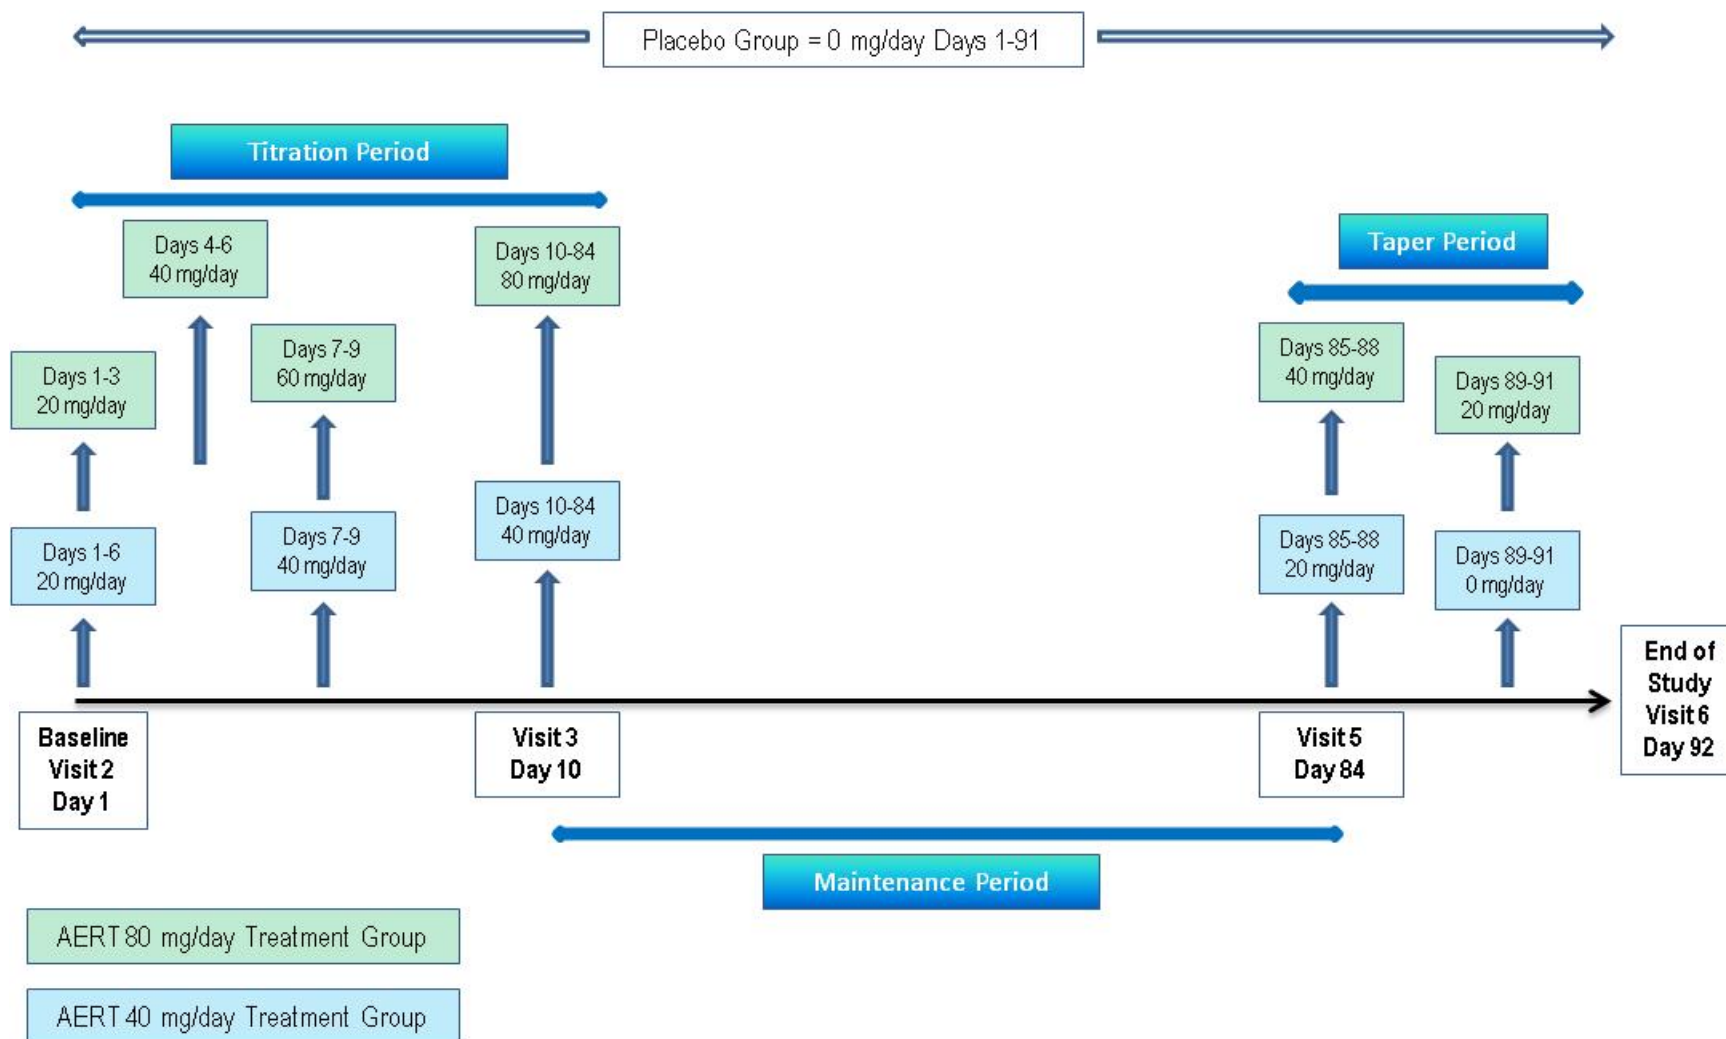 Placebo Group = 0 mg/day Days 1-91
Titration Period
Days 4-6
40 mg/day
Days 10-84
80 mg/day
Taper Period
Days 1-3
20 mg/day
Days 7-9
60 mg/day
Days 85-88
40 mg/day
Days 89-91
20 mg/day
Days 1-6
20 mg/day
Days 7-9
40 mg/day
Days 10-84
40 mg/day
Days 85-88
20 mg/day
Days 89-91
0 mg/day
Baseline
Visit 2
Day 1
Visit 3
Day 10
Visit 5
Day 84
End of
Study
Visit 6
Day 92
Maintenance Period
AERT 80 mg/day Treatment Group
AERT 40 mg/day Treatment Group